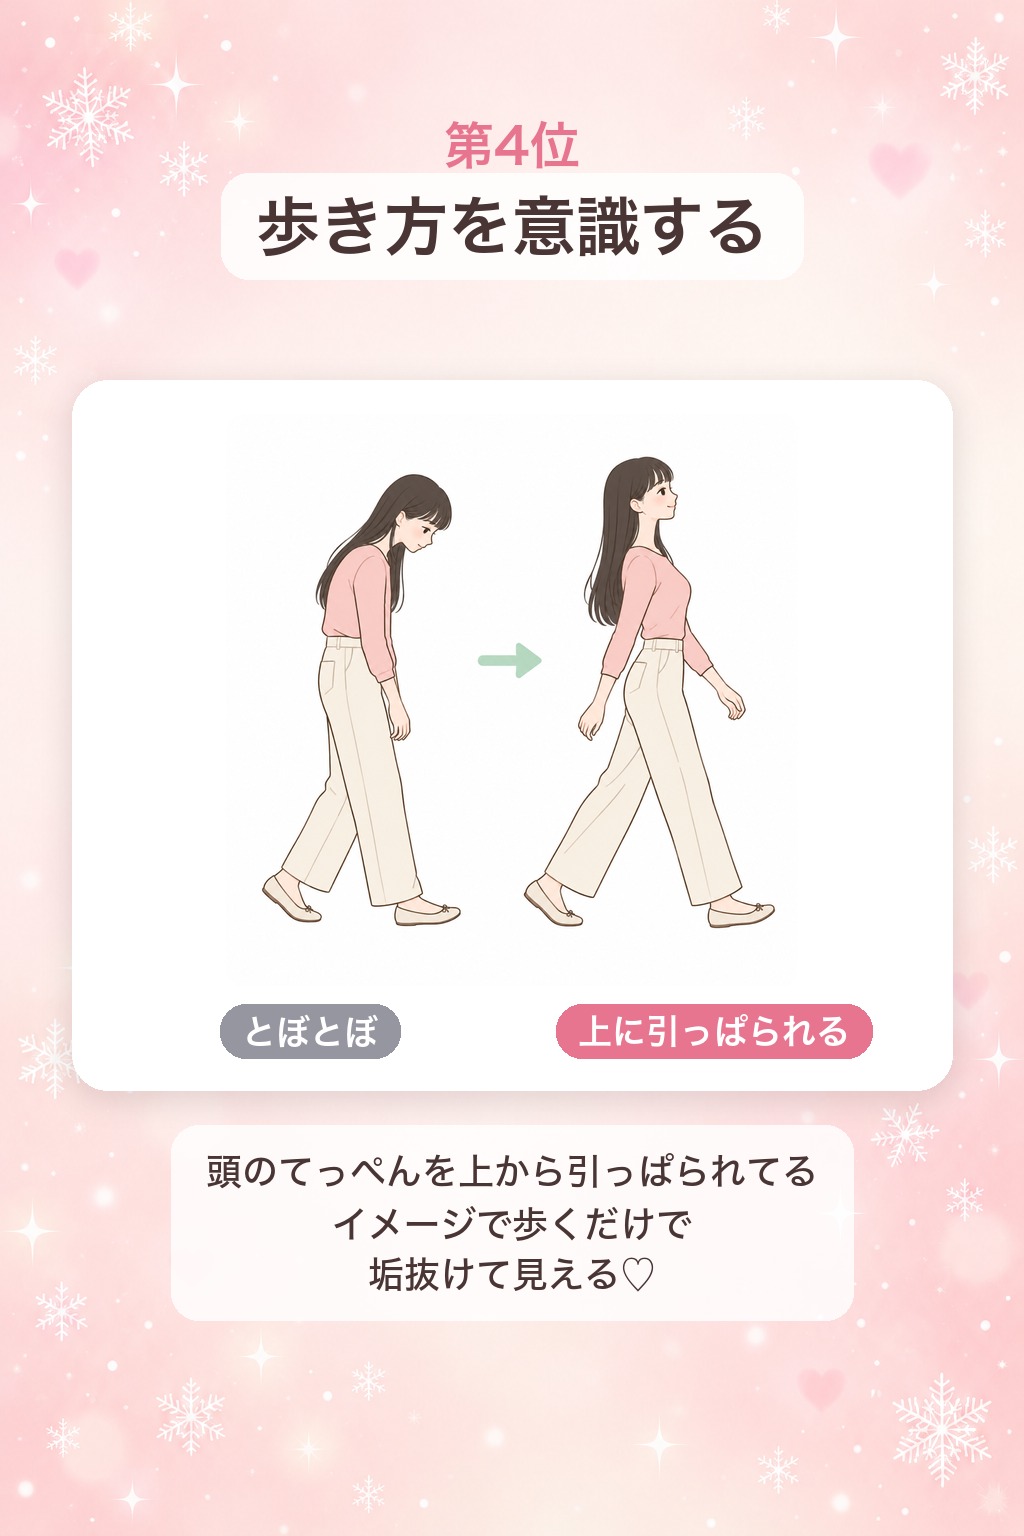 第4位
歩き方を意識する
とぼとぼ
上に引っぱられる
頭のてっぺんを上から引っぱられてる
イメージで歩くだけで
垢抜けて見える♡